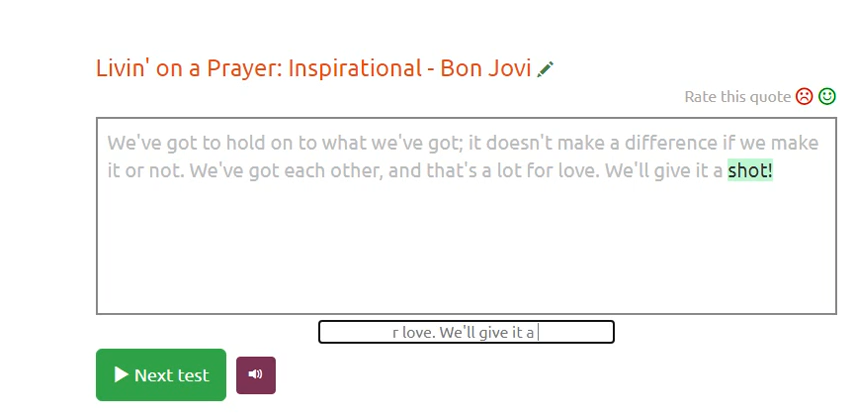 Livin' on a Prayer: Inspirational - Bon Jovi
Rate this quote
We've got to hold on to what we've got; it doesn't make a difference if we make
it or not. We've got each other, and that's a lot for love. We'll give it a shot!
r love. We'll give it a
Next test